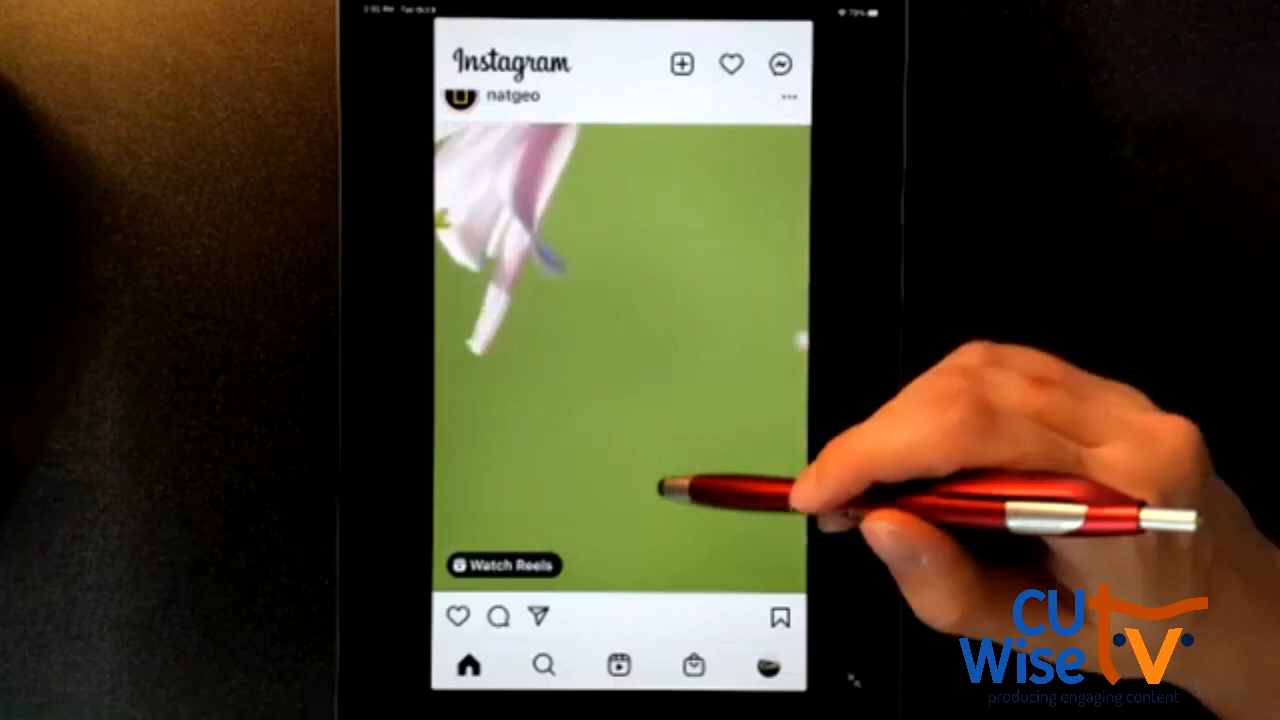 Instagram
natgeo
Watch Reels
CU
Wise tv
producing engaging content